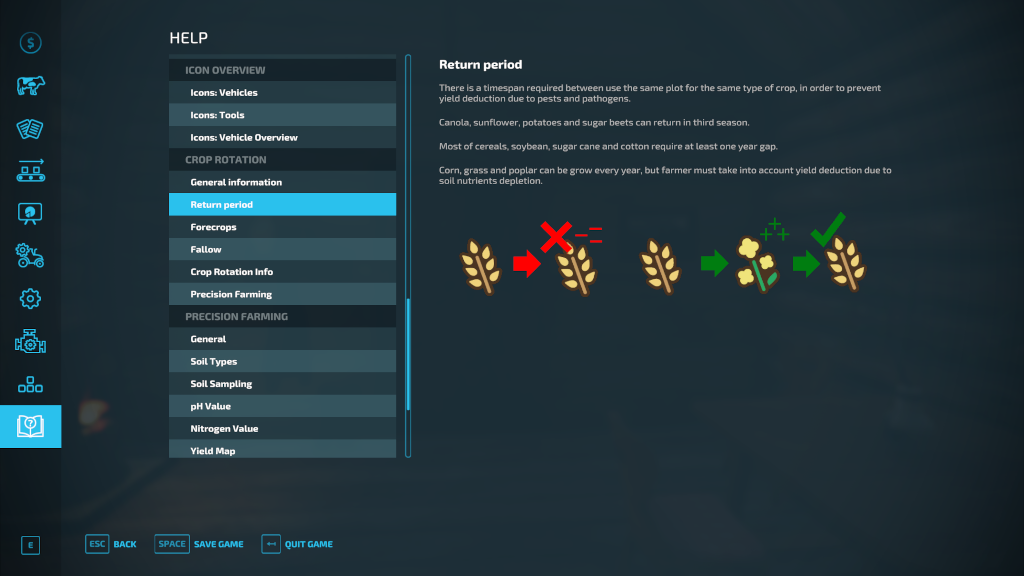 HELP
ICON OVERVIEW
Icons: Vehicles
Icons: Tools
Icons: Vehicle Overview
CROP ROTATION
General information
Return period
Forecrops
Fallow
Crop Rotation Info
Precision Farming
PRECISION FARMING
General
Soil Types
Soil Sampling
pH Value
Nitrogen Value
Yield Map
Return period
There is a timespan required between use the same plot for the same type of crop, in order to prevent
yield deduction due to pests and pathogens.
Canola, sunflower, potatoes and sugar beets can return in third season.
Most of cereals, soybean, sugar cane and cotton require at least one year gap.
Corn, grass and poplar can be grow every year, but farmer must take into account yield deduction due to
soil nutrients depletion.
E
ESC BACK SPACE SAVE GAME QUIT GAME